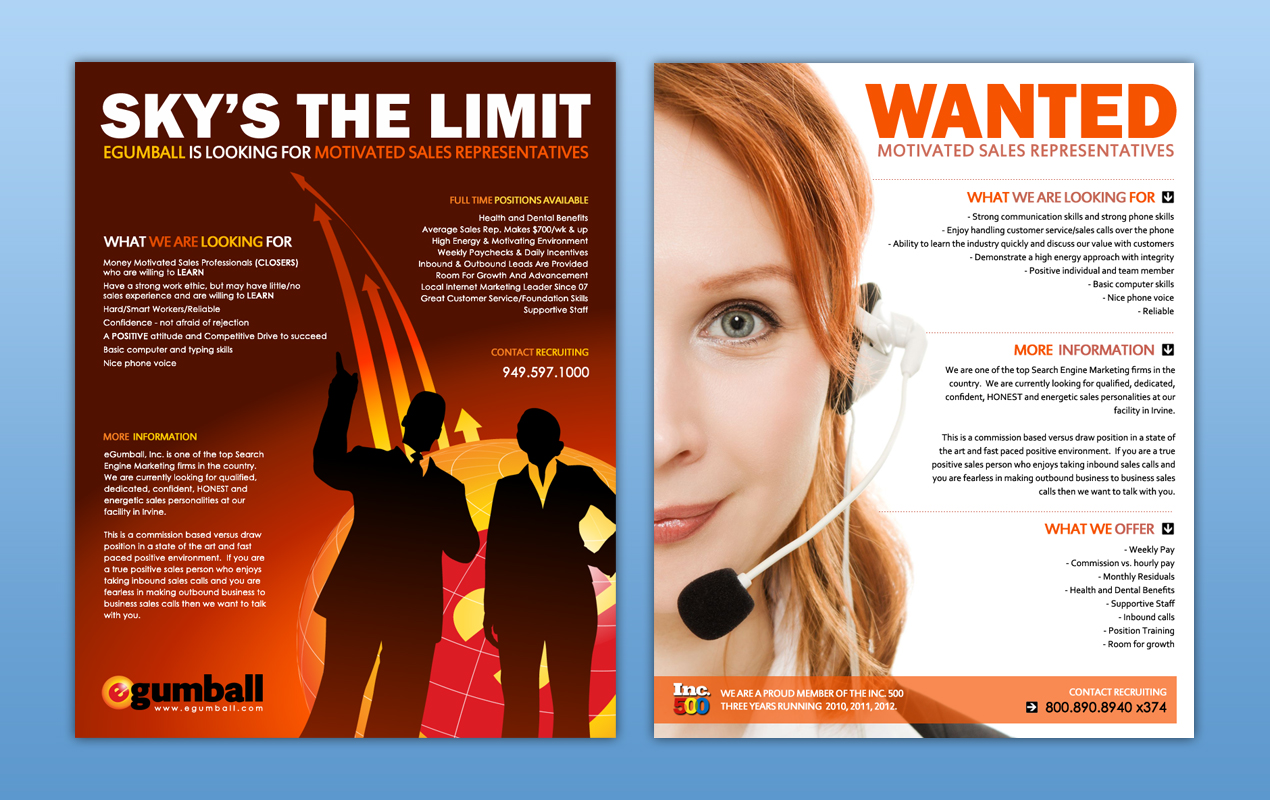 SKY'S THE LIMIT
EGUMBALL IS LOOKING FOR MOTIVATED SALES REPRESENTATIVES
WHAT WE ARE LOOKING FOR
Money Motivated Sales Professionals (CLOSERS)
who are willing to LEARN
Have a strong work ethic, but may have little/no
sales experience and are willing to LEARN
Hard/Smart Workers/Reliable
Confidence - not afraid of rejection
A POSITIVE attitude and Competitive Drive to succeed
Basic computer and typing skills
Nice phone voice
FULL TIME POSITIONS AVAILABLE
Health and Dental Benefits
Average Sales Rep. Makes $700/wk & up
High Energy & Motivating Environment
Weekly Paychecks & Daily Incentives
Inbound & Outbound Leads Are Provided
Room For Growth And Advancement
Local Internet Marketing Leader Since 07
Great Customer Service/Foundation Skills
Supportive Staff
CONTACT RECRUITING
949.597.1000
MORE INFORMATION
eGumball, Inc. is one of the top Search
Engine Marketing firms in the country.
We are currently looking for qualified,
dedicated, confident, HONEST and
energetic sales personalities at our
facility in Irvine.
This is a commission based versus draw
position in a state of the art and fast
paced positive environment. If you are
a true positive sales person who enjoys
taking inbound sales calls and you are
fearless in making outbound business to
business sales calls then we want to talk
with you.
egumball
www.egumball.com
WANTED
MOTIVATED SALES REPRESENTATIVES
WHAT WE ARE LOOKING FOR
- Strong communication skills and strong phone skills
- Enjoy handling customer service/sales calls over the phone
- Ability to learn the industry quickly and discuss our value with customers
- Demonstrate a high energy approach with integrity
- Positive individual and team member
- Basic computer skills
- Nice phone voice
- Reliable
MORE INFORMATION
We are one of the top Search Engine Marketing firms in the
country. We are currently looking for qualified, dedicated,
confident, HONEST and energetic sales personalities at our
facility in Irvine.
This is a commission based versus draw position in a state of
the art and fast paced positive environment. If you are a true
positive sales person who enjoys taking inbound sales calls and
you are fearless in making outbound business to business sales
calls then we want to talk with you.
WHAT WE OFFER
- Weekly Pay
- Commission vs. hourly pay
- Monthly Residuals
- Health and Dental Benefits
- Supportive Staff
- Inbound calls
- Position Training
- Room for growth
Inc.
500
WE ARE A PROUD MEMBER OF THE INC. 500
THREE YEARS RUNNING 2010, 2011, 2012.
CONTACT RECRUITING
800.890.8940 x374